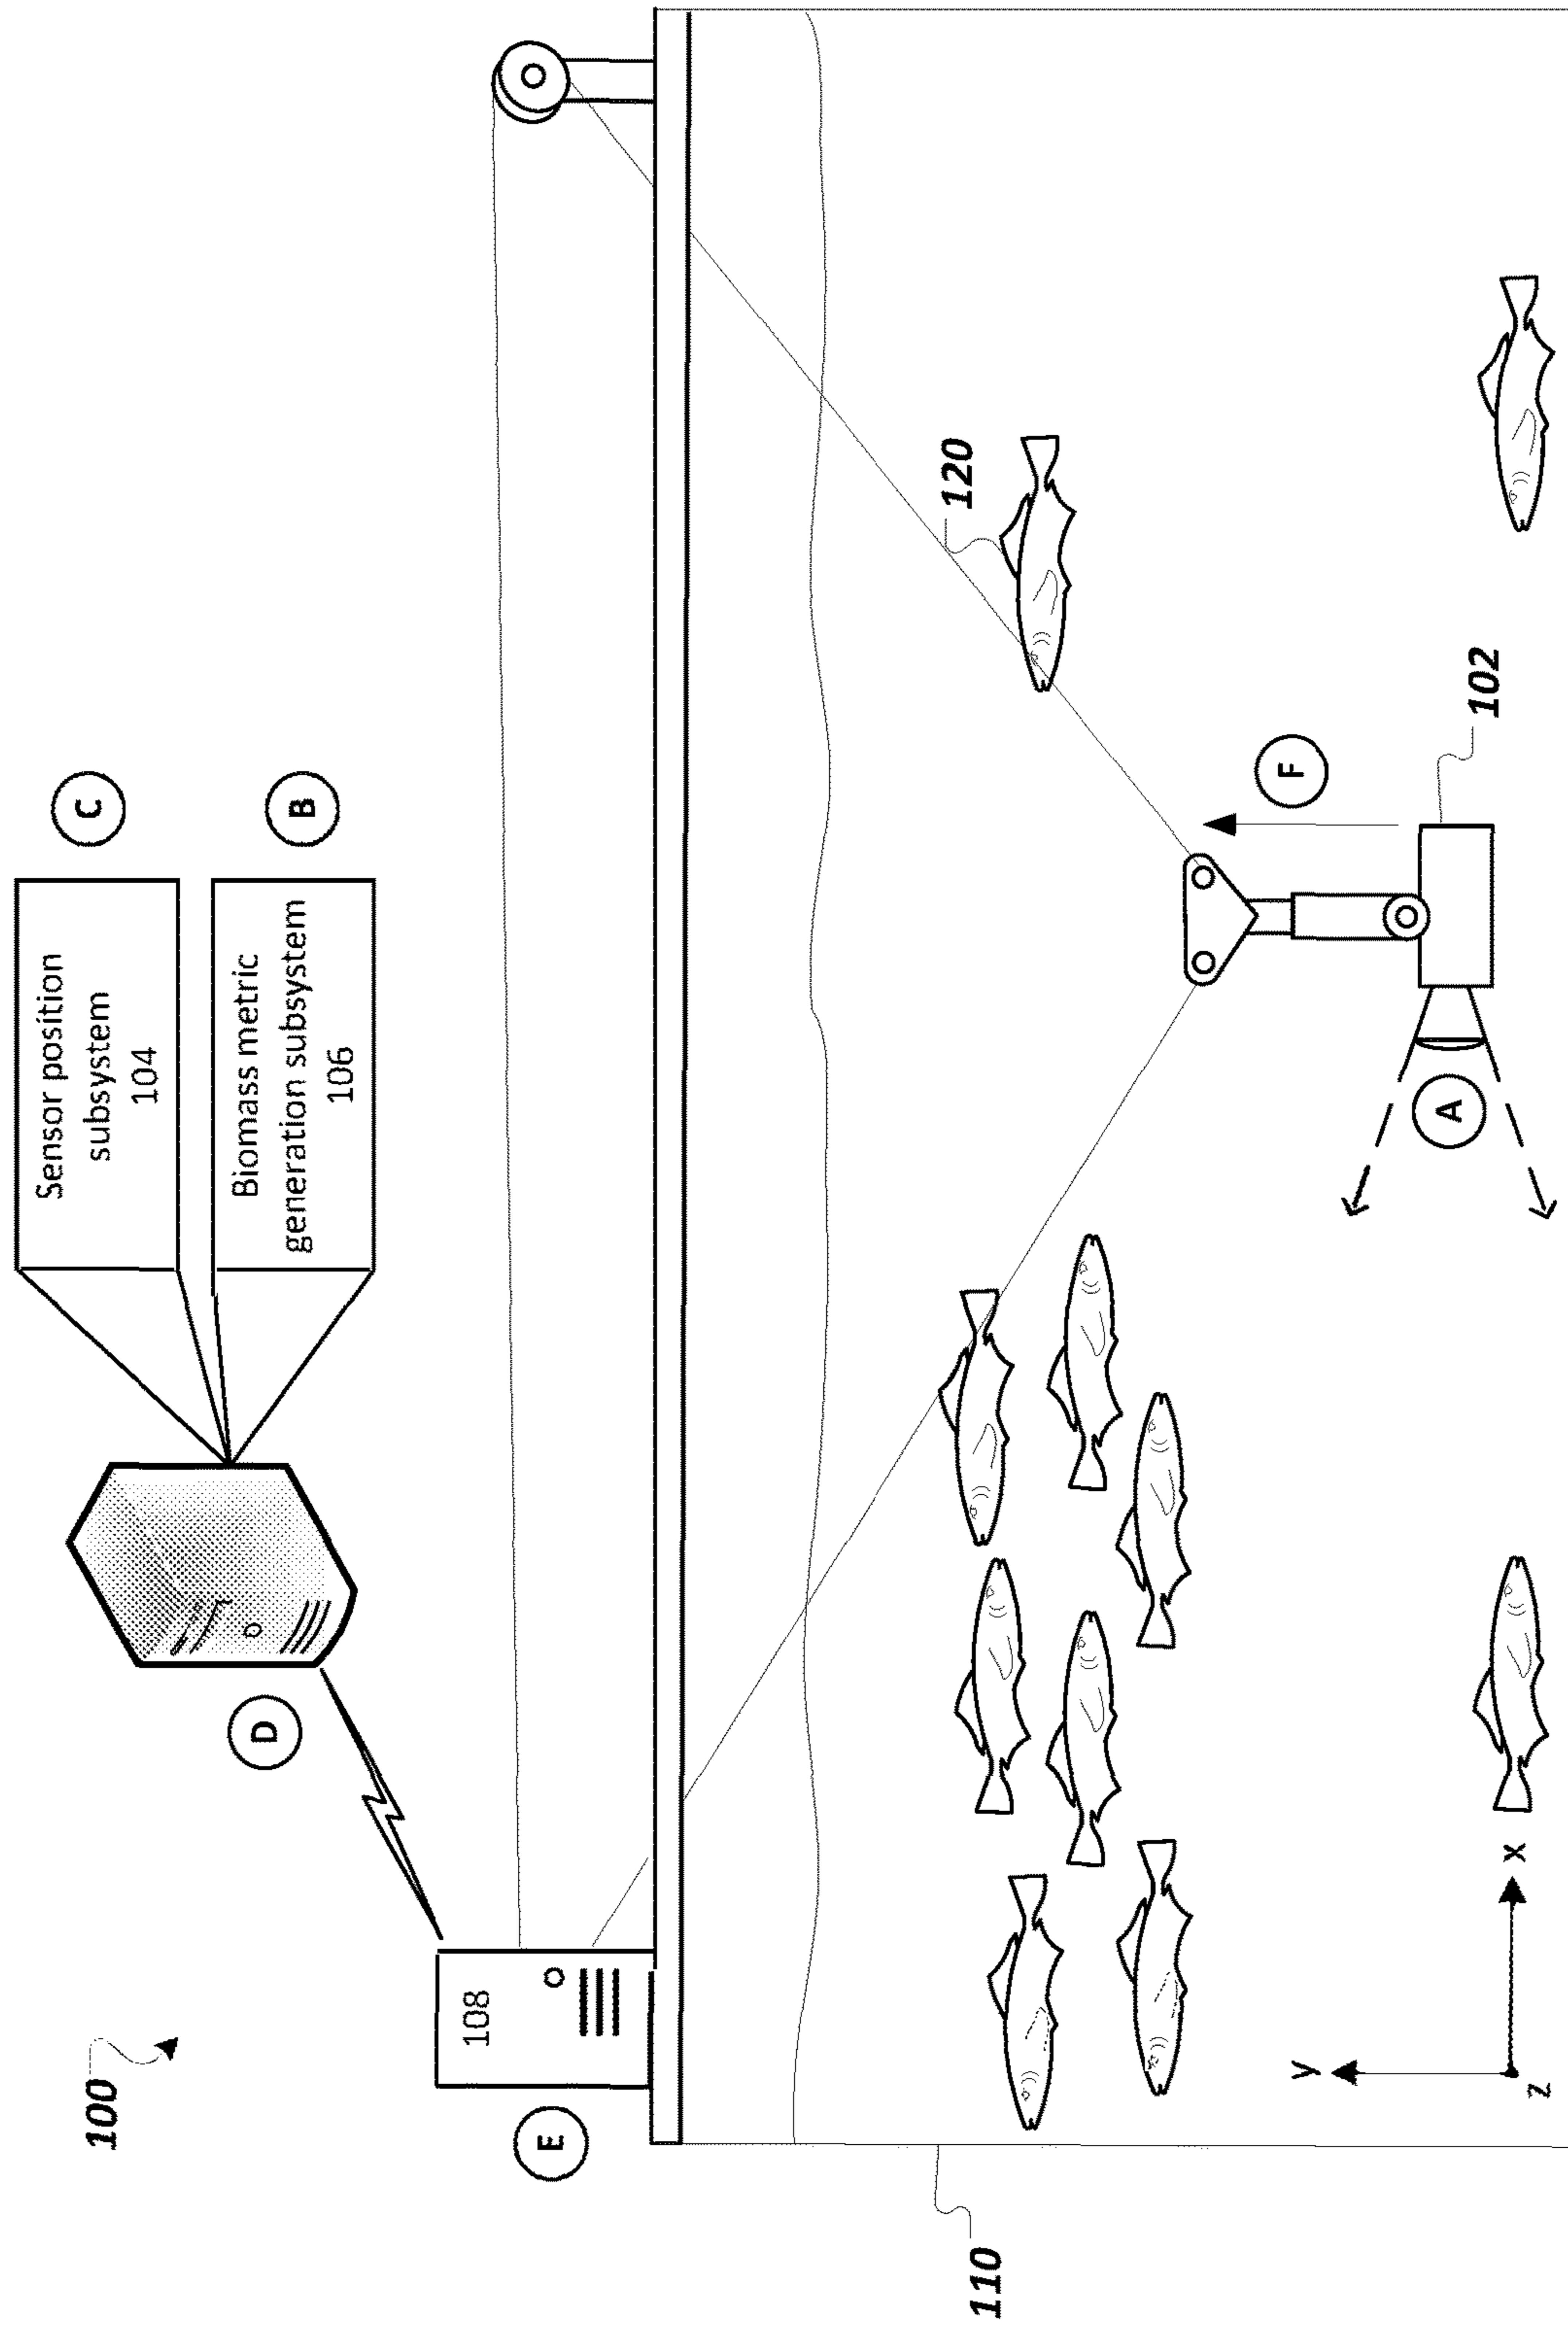 100
D
Sensor position
subsystem
104
C
Biomass metric
generation subsystem
106
B
E
108
110
120
F
102
A
y
x
z